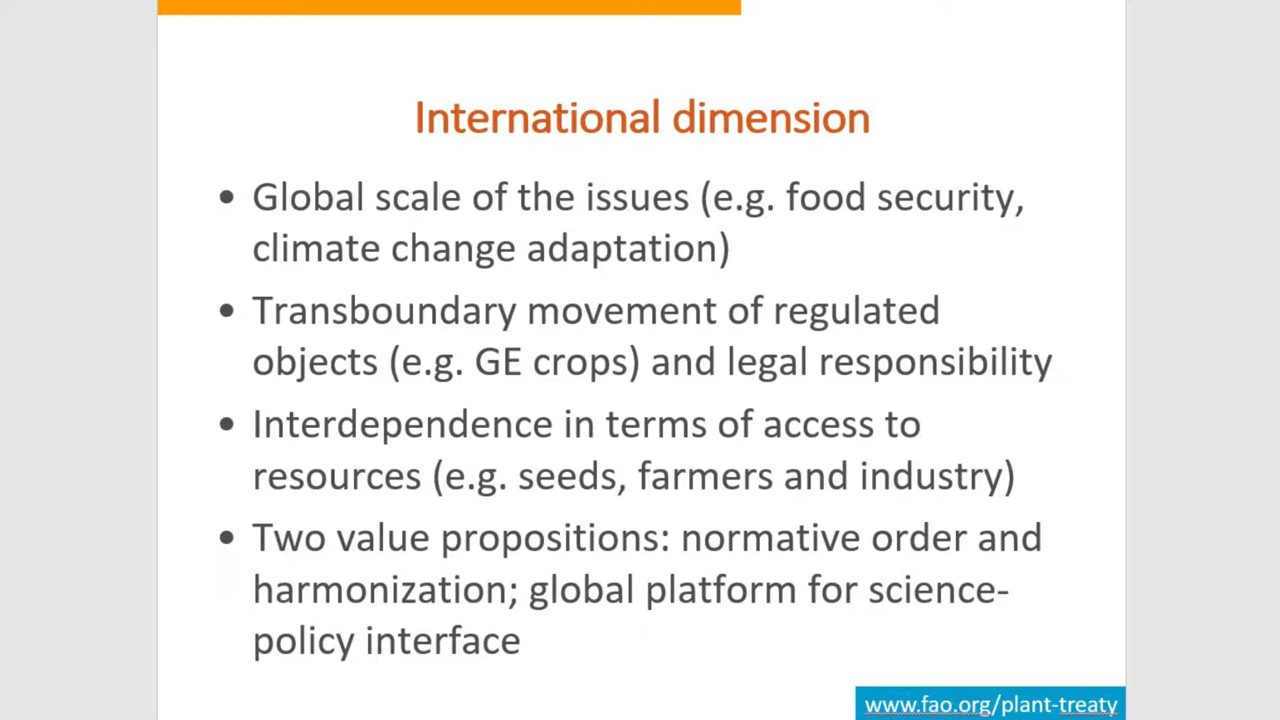 International dimension
• Global scale of the issues (e.g. food security,
climate change adaptation)
• Transboundary movement of regulated
objects (e.g. GE crops) and legal responsibility
• Interdependence in terms of access to
resources (e.g. seeds, farmers and industry)
• Two value propositions: normative order and
harmonization; global platform for science-
policy interface
www.fao.org/plant-treaty